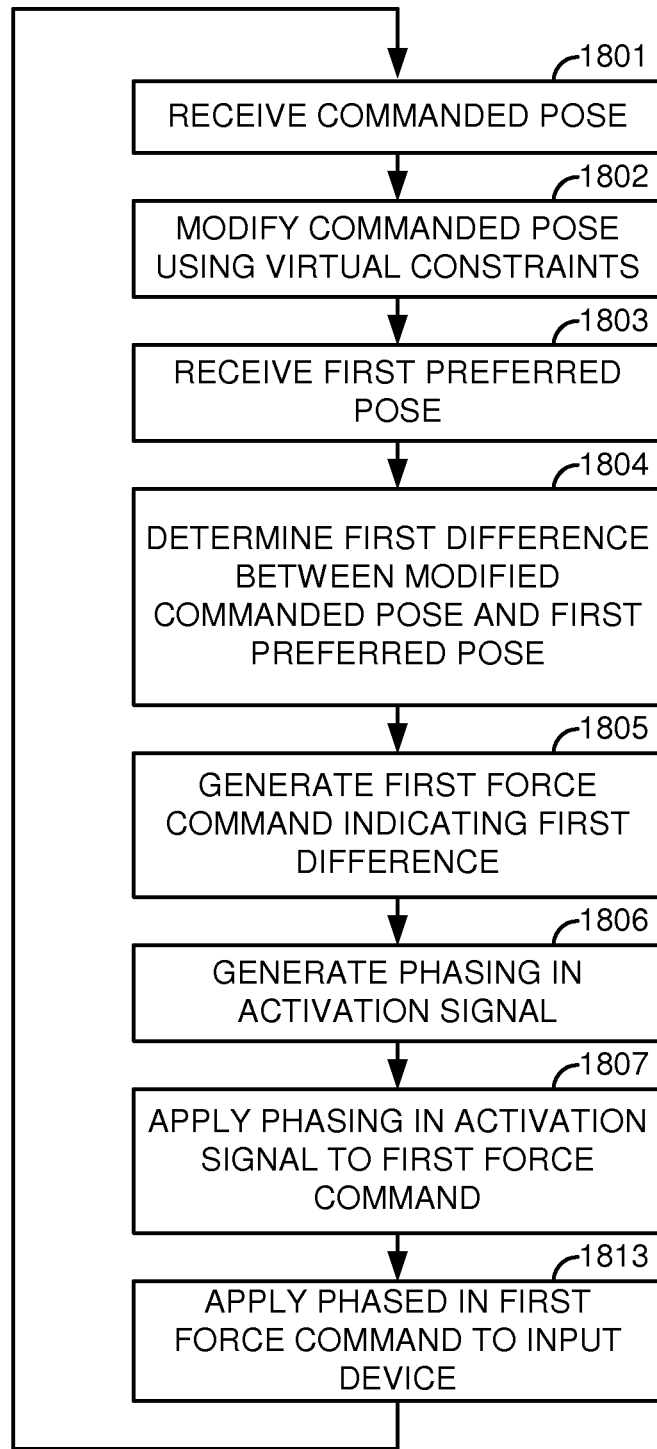 1801
RECEIVE COMMANDED POSE
1802
MODIFY COMMANDED POSE
USING VIRTUAL CONSTRAINTS
1803
RECEIVE FIRST PREFERRED
POSE
1804
DETERMINE FIRST DIFFERENCE
BETWEEN MODIFIED
COMMANDED POSE AND FIRST
PREFERRED POSE
1805
GENERATE FIRST FORCE
COMMAND INDICATING FIRST
DIFFERENCE
1806
GENERATE PHASING IN
ACTIVATION SIGNAL
1807
APPLY PHASING IN ACTIVATION
SIGNAL TO FIRST FORCE
COMMAND
1813
APPLY PHASED IN FIRST
FORCE COMMAND TO INPUT
DEVICE